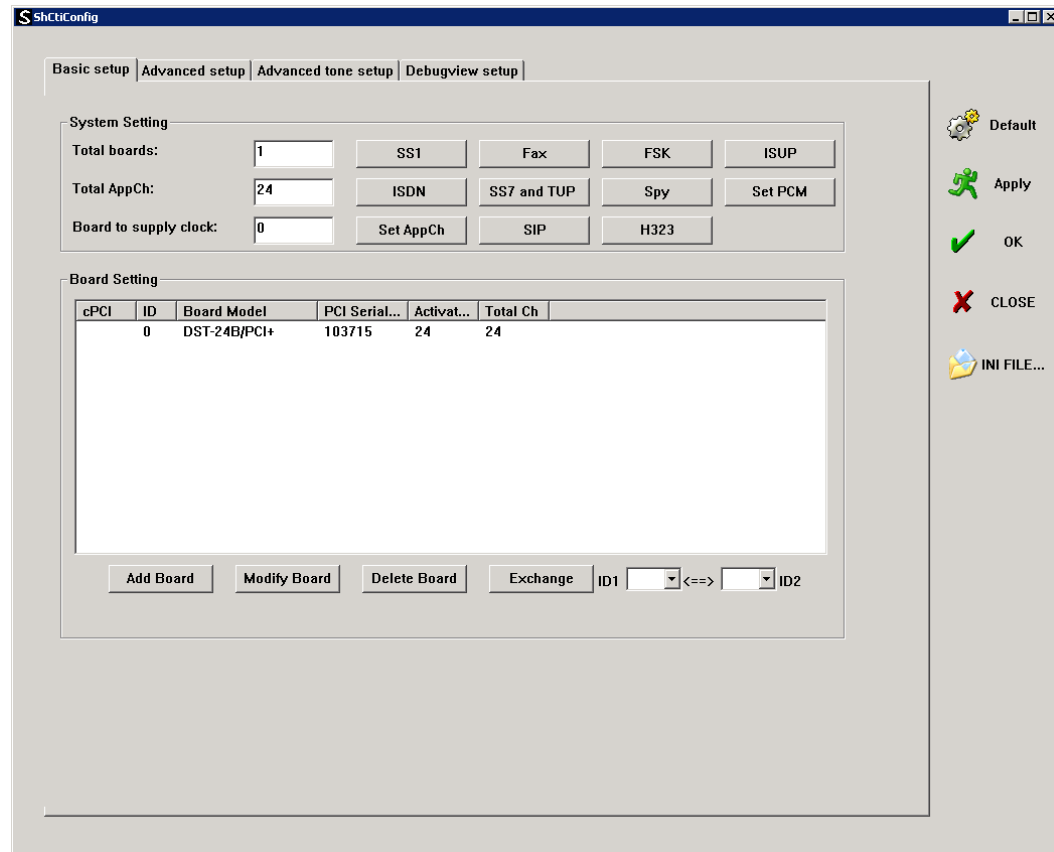 ShCtiConfig
Basic setup Advanced setup Advanced tone setup Debugview setup
System Setting
Total boards: 1 SS1 Fax FSK ISUP
Total AppCh: 24 ISDN SS7 and TUP Spy Set PCM
Board to supply clock: 0 Set AppCh SIP H323
Board Setting
cPCI ID Board Model PCI Serial... Activat... Total Ch
0 DST-24B/PCI+ 103715 24 24
Add Board Modify Board Delete Board Exchange ID1 <==> ID2
Default
Apply
OK
CLOSE
INI FILE...